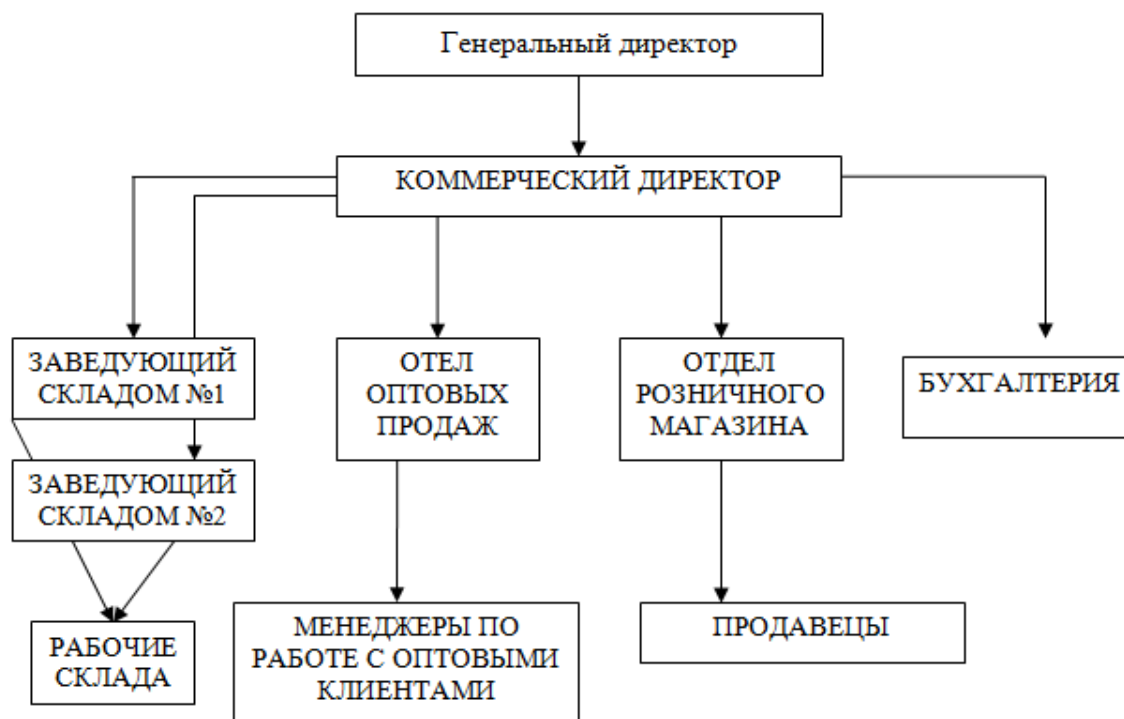 Генеральный директор
КОММЕРЧЕСКИЙ ДИРЕКТОР
ЗАВЕДУЮЩИЙ
СКЛАДОМ №1
ОТЕЛ
ОПТОВЫХ
ПРОДАЖ
ОТДЕЛ
РОЗНИЧНОГО
МАГАЗИНА
БУХГАЛТЕРИЯ
ЗАВЕДУЮЩИЙ
СКЛАДОМ №2
РАБОЧИЕ
СКЛАДА
МЕНЕДЖЕРЫ ПО
РАБОТЕ С ОПТОВЫМИ
КЛИЕНТАМИ
ПРОДАВЕЦЫ